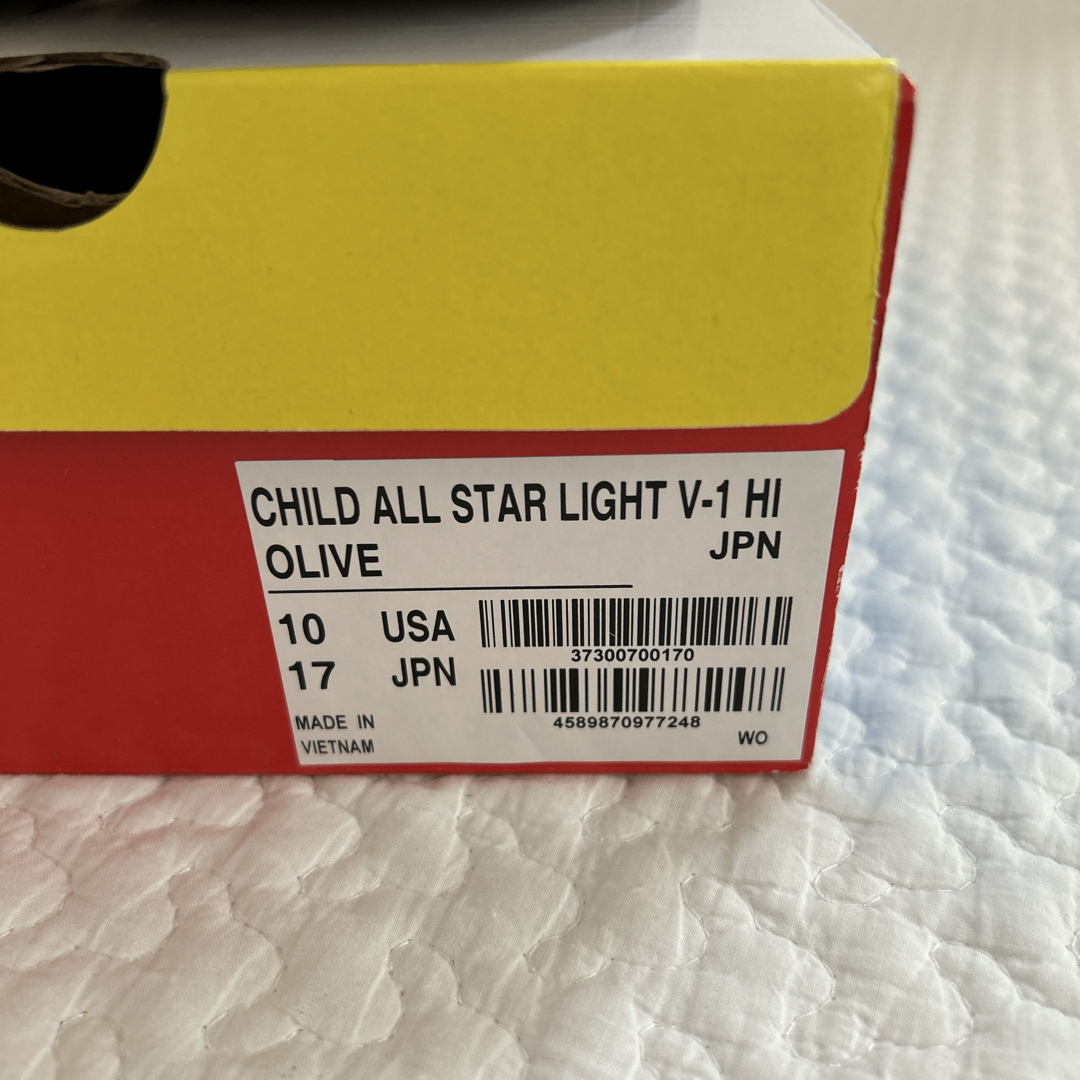 CHILD ALL STAR LIGHT V-1 HI
OLIVE JPN
10 USA
17 JPN
37300700170
4589870977248
MADE IN
VIETNAM
WO